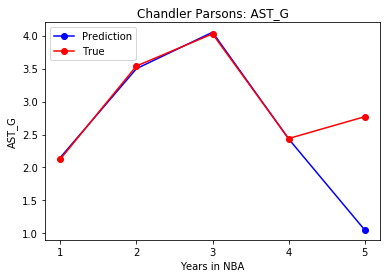 Chandler Parsons: AST_G
Prediction
True
4.0
3.5
3.0
2.5
2.0
1.5
1.0
AST_G
1 2 3 4 5
Years in NBA